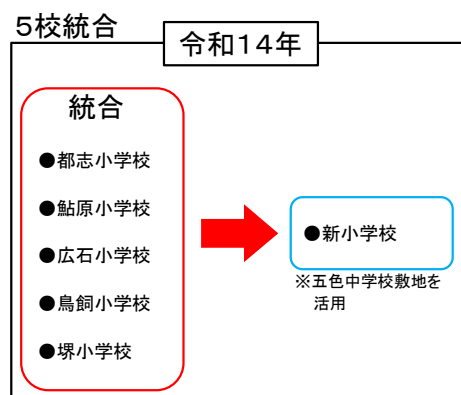 5校統合
令和14年
統合
●都志小学校
●鮎原小学校
●広石小学校
●鳥飼小学校
●堺小学校
●新小学校
※五色中学校敷地を
活用